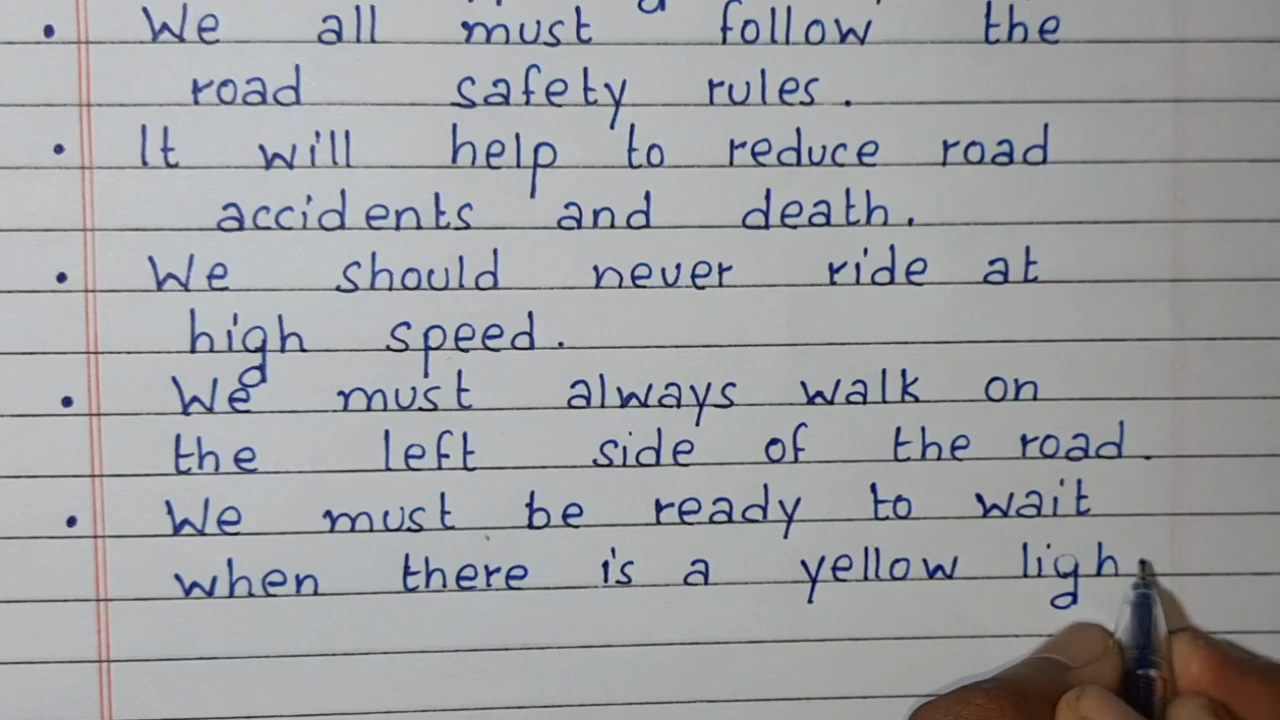 • We all must follow the
road safety rules.
• It will help to reduce road
accidents and death.
• We should never ride at
high speed.
• We must always walk on
the left side of the road.
• We must be ready to wait
when there is a yellow ligh